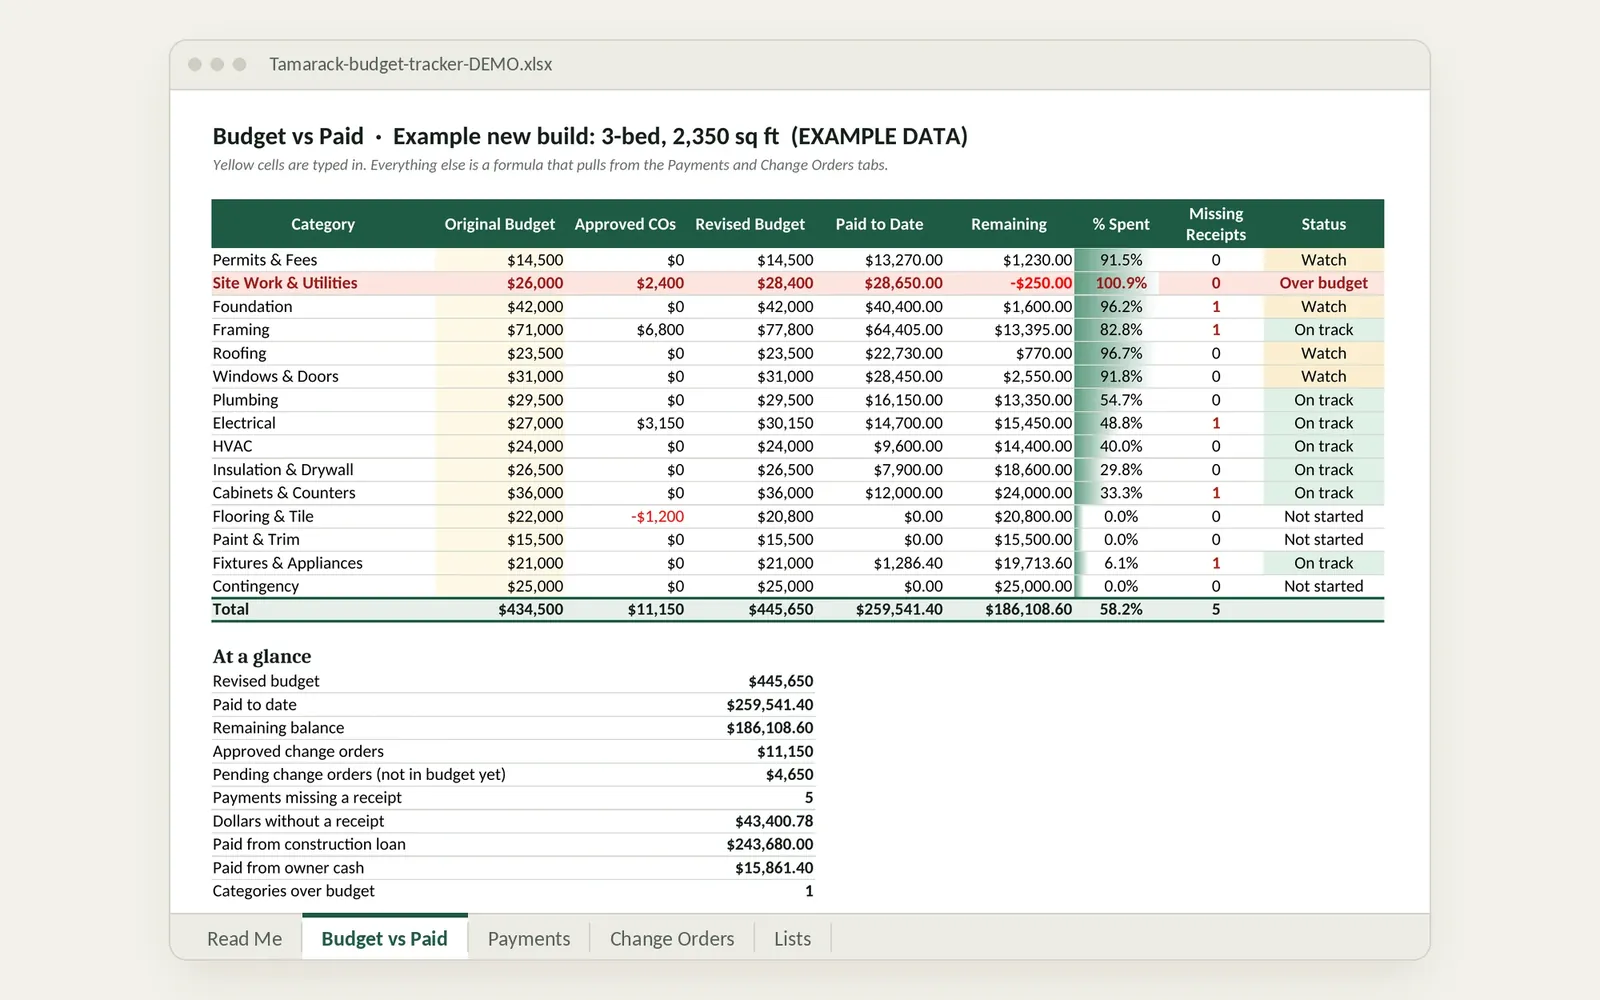 Tamarack-budget-tracker-DEMO.xlsx
Budget vs Paid · Example new build: 3-bed, 2,350 sq ft (EXAMPLE DATA)
Yellow cells are typed in. Everything else is a formula that pulls from the Payments and Change Orders tabs.
Category Original Budget Approved COs Revised Budget Paid to Date Remaining % Spent Missing Receipts Status
Permits & Fees $14,500 $0 $14,500 $13,270.00 $1,230.00 91.5% 0 Watch
Site Work & Utilities $26,000 $2,400 $28,400 $28,650.00 -$250.00 100.9% 0 Over budget
Foundation $42,000 $0 $42,000 $40,400.00 $1,600.00 96.2% 1 Watch
Framing $71,000 $6,800 $77,800 $64,405.00 $13,395.00 82.8% 1 On track
Roofing $23,500 $0 $23,500 $22,730.00 $770.00 96.7% 0 Watch
Windows & Doors $31,000 $0 $31,000 $28,450.00 $2,550.00 91.8% 0 Watch
Plumbing $29,500 $0 $29,500 $16,150.00 $13,350.00 54.7% 0 On track
Electrical $27,000 $3,150 $30,150 $14,700.00 $15,450.00 48.8% 1 On track
HVAC $24,000 $0 $24,000 $9,600.00 $14,400.00 40.0% 0 On track
Insulation & Drywall $26,500 $0 $26,500 $7,900.00 $18,600.00 29.8% 0 On track
Cabinets & Counters $36,000 $0 $36,000 $12,000.00 $24,000.00 33.3% 1 On track
Flooring & Tile $22,000 -$1,200 $20,800 $0.00 $20,800.00 0.0% 0 Not started
Paint & Trim $15,500 $0 $15,500 $0.00 $15,500.00 0.0% 0 Not started
Fixtures & Appliances $21,000 $0 $21,000 $1,286.40 $19,713.60 6.1% 1 On track
Contingency $25,000 $0 $25,000 $0.00 $25,000.00 0.0% 0 Not started
Total $434,500 $11,150 $445,650 $259,541.40 $186,108.60 58.2% 5
At a glance
Revised budget $445,650
Paid to date $259,541.40
Remaining balance $186,108.60
Approved change orders $11,150
Pending change orders (not in budget yet) $4,650
Payments missing a receipt 5
Dollars without a receipt $43,400.78
Paid from construction loan $243,680.00
Paid from owner cash $15,861.40
Categories over budget 1
Read Me Budget vs Paid Payments Change Orders Lists